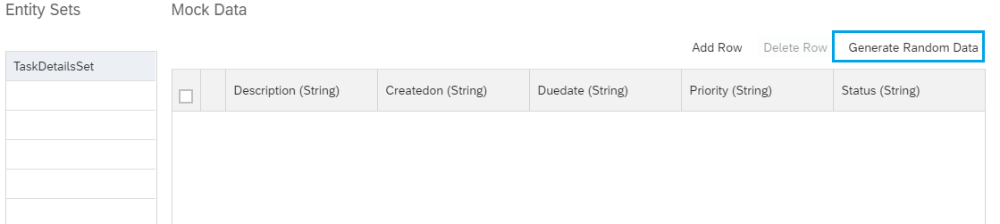 Entity Sets
Mock Data
Add Row Delete Row Generate Random Data
TaskDetailsSet
Description (String) Createdon (String) Duedate (String) Priority (String) Status (String)